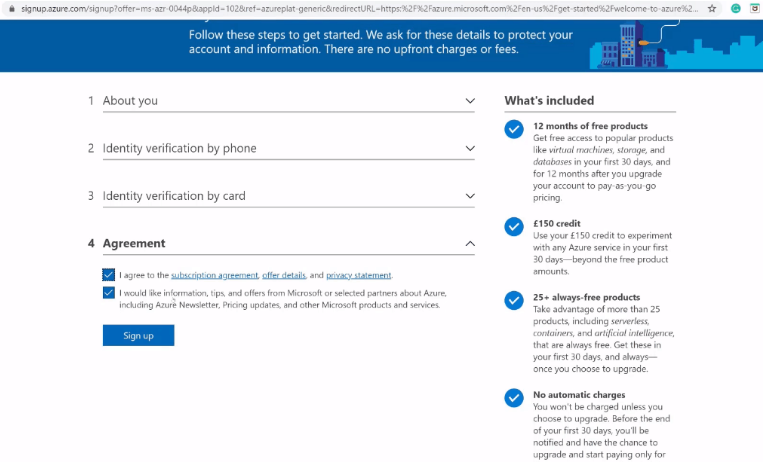 signup.azure.com/signup?offer=ms-azr-0044p&appId=102&ref=azureplat-generic&redirectURL=https:%2F%2Fazure.microsoft.com%2Fen-us%2Fget-started%2Fwelcome-to-azure%2...
Follow these steps to get started. We ask for these details to protect your
account and information. There are no upfront charges or fees.
1 About you
2 Identity verification by phone
3 Identity verification by card
4 Agreement
I agree to the subscription agreement, offer details, and privacy statement.
I would like information, tips, and offers from Microsoft or selected partners about Azure,
including Azure Newsletter, Pricing updates, and other Microsoft products and services.
Sign up
What's included
12 months of free products
Get free access to popular products
like virtual machines, storage, and
databases in your first 30 days, and
for 12 months after you upgrade
your account to pay-as-you-go
pricing.
£150 credit
Use your £150 credit to experiment
with any Azure service in your first
30 days—beyond the free product
amounts.
25+ always-free products
Take advantage of more than 25
products, including serverless,
containers, and artificial intelligence,
that are always free. Get these in
your first 30 days, and always—
once you choose to upgrade.
No automatic charges
You won't be charged unless you
choose to upgrade. Before the end
of your first 30 days, you'll be
notified and have the chance to
upgrade and start paying only for